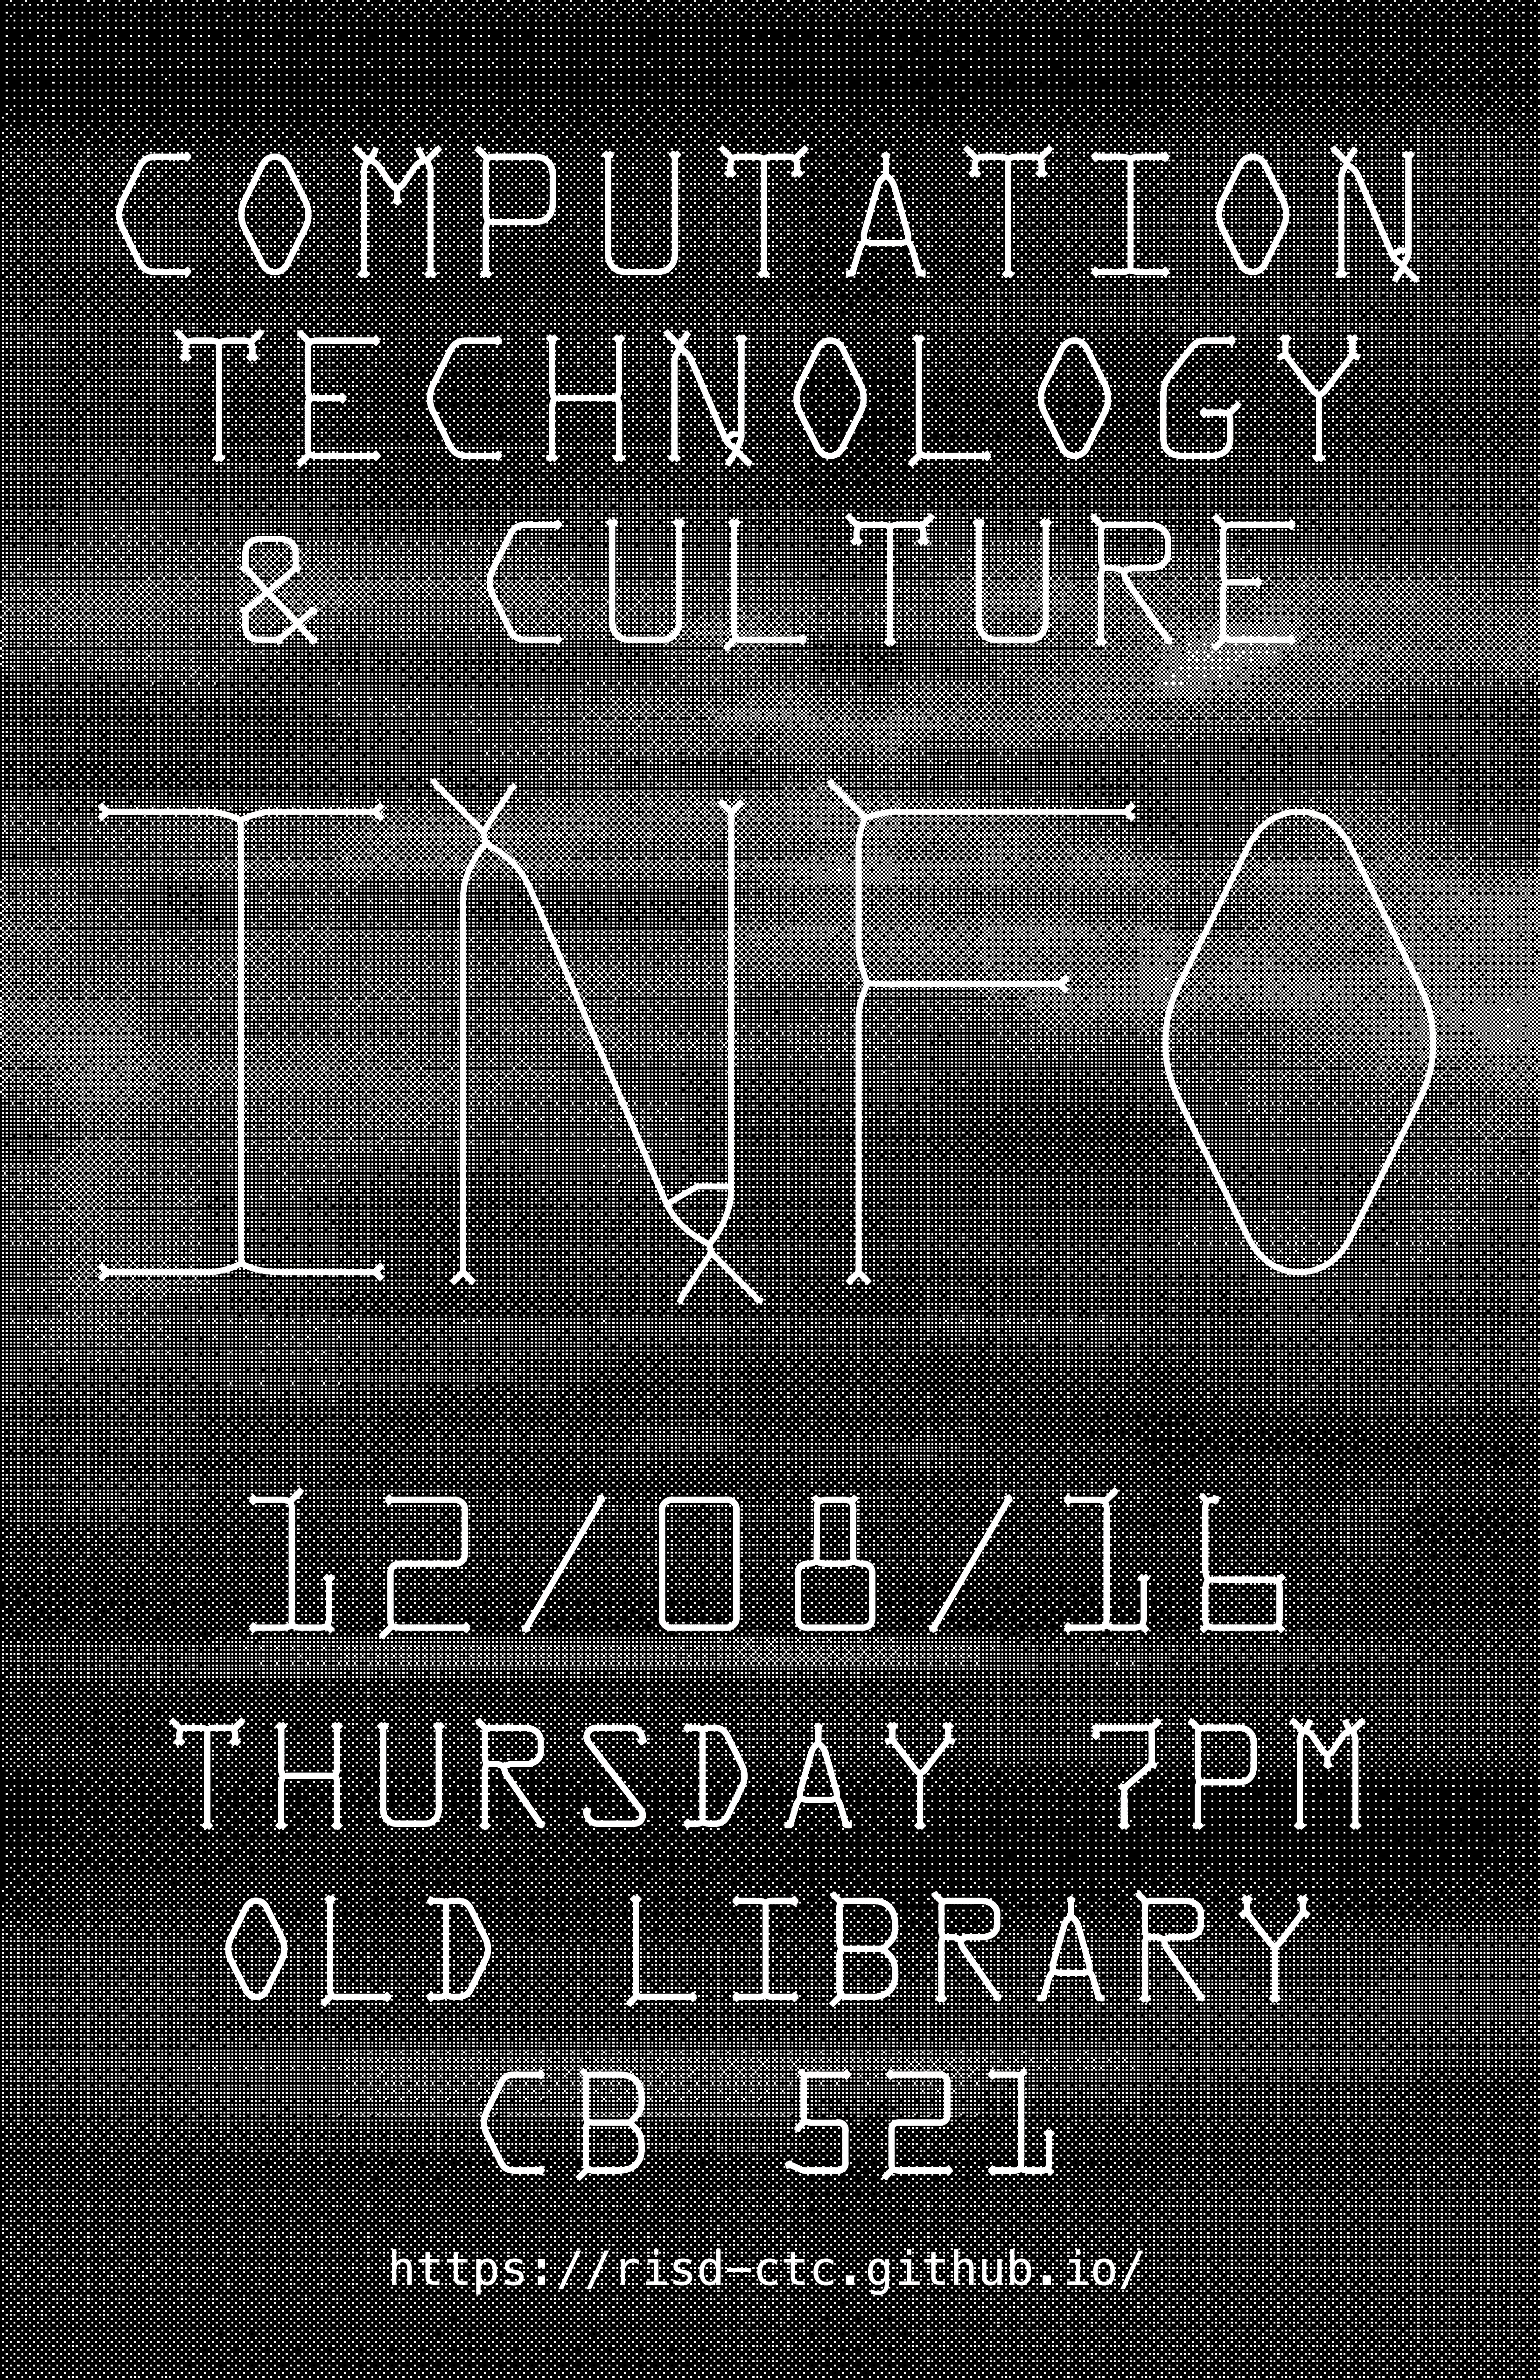 COMPUTATION
TECHNOLOGY
& CULTURE
INFO
12/08/16
THURSDAY 7PM
OLD LIBRARY
CB 521
https://risd-ctc.github.io/